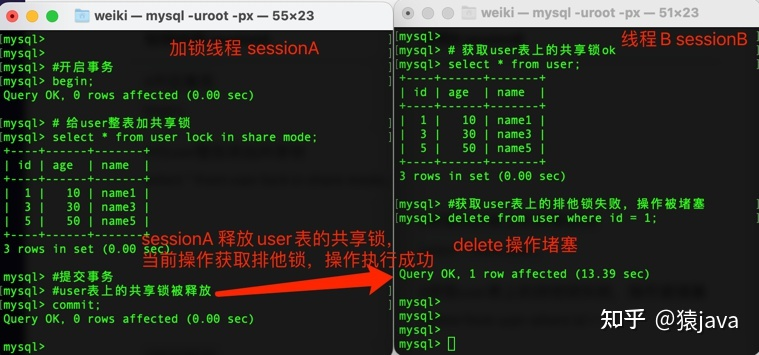 weiki — mysql -uroot -px — 55×23
加锁线程 sessionA
[mysql>
[mysql> #开启事务
[mysql> begin;
Query OK, 0 rows affected (0.00 sec)
[mysql> # 给user整表加共享锁
[mysql> select * from user lock in share mode;
+----+------+-------+
| id | age | name |
+----+------+-------+
| 1 | 10 | name1 |
| 3 | 30 | name3 |
| 5 | 50 | name5 |
+----+------+-------+
3 rows in set (0.00 sec)
sessionA 释放user表的共享锁,
当前操作获取排他锁，操作执行成功
mysql> #提交事务
mysql> #user表上的共享锁被释放
mysql> commit;
Query OK, 0 rows affected (0.00 sec)
mysql>
weiki — mysql -uroot -px — 51×23
线程B sessionB
[mysql>
[mysql> # 获取user表上的共享锁ok
[mysql> select * from user;
+----+------+-------+
| id | age | name |
+----+------+-------+
| 1 | 10 | name1 |
| 3 | 30 | name3 |
| 5 | 50 | name5 |
+----+------+-------+
3 rows in set (0.00 sec)
[mysql> #获取user表上的排他锁失败，操作被堵塞
[mysql> delete from user where id = 1;
delete操作堵塞
Query OK, 1 row affected (13.39 sec)
mysql>
mysql>
mysql>
mysql>
知乎 @猿java